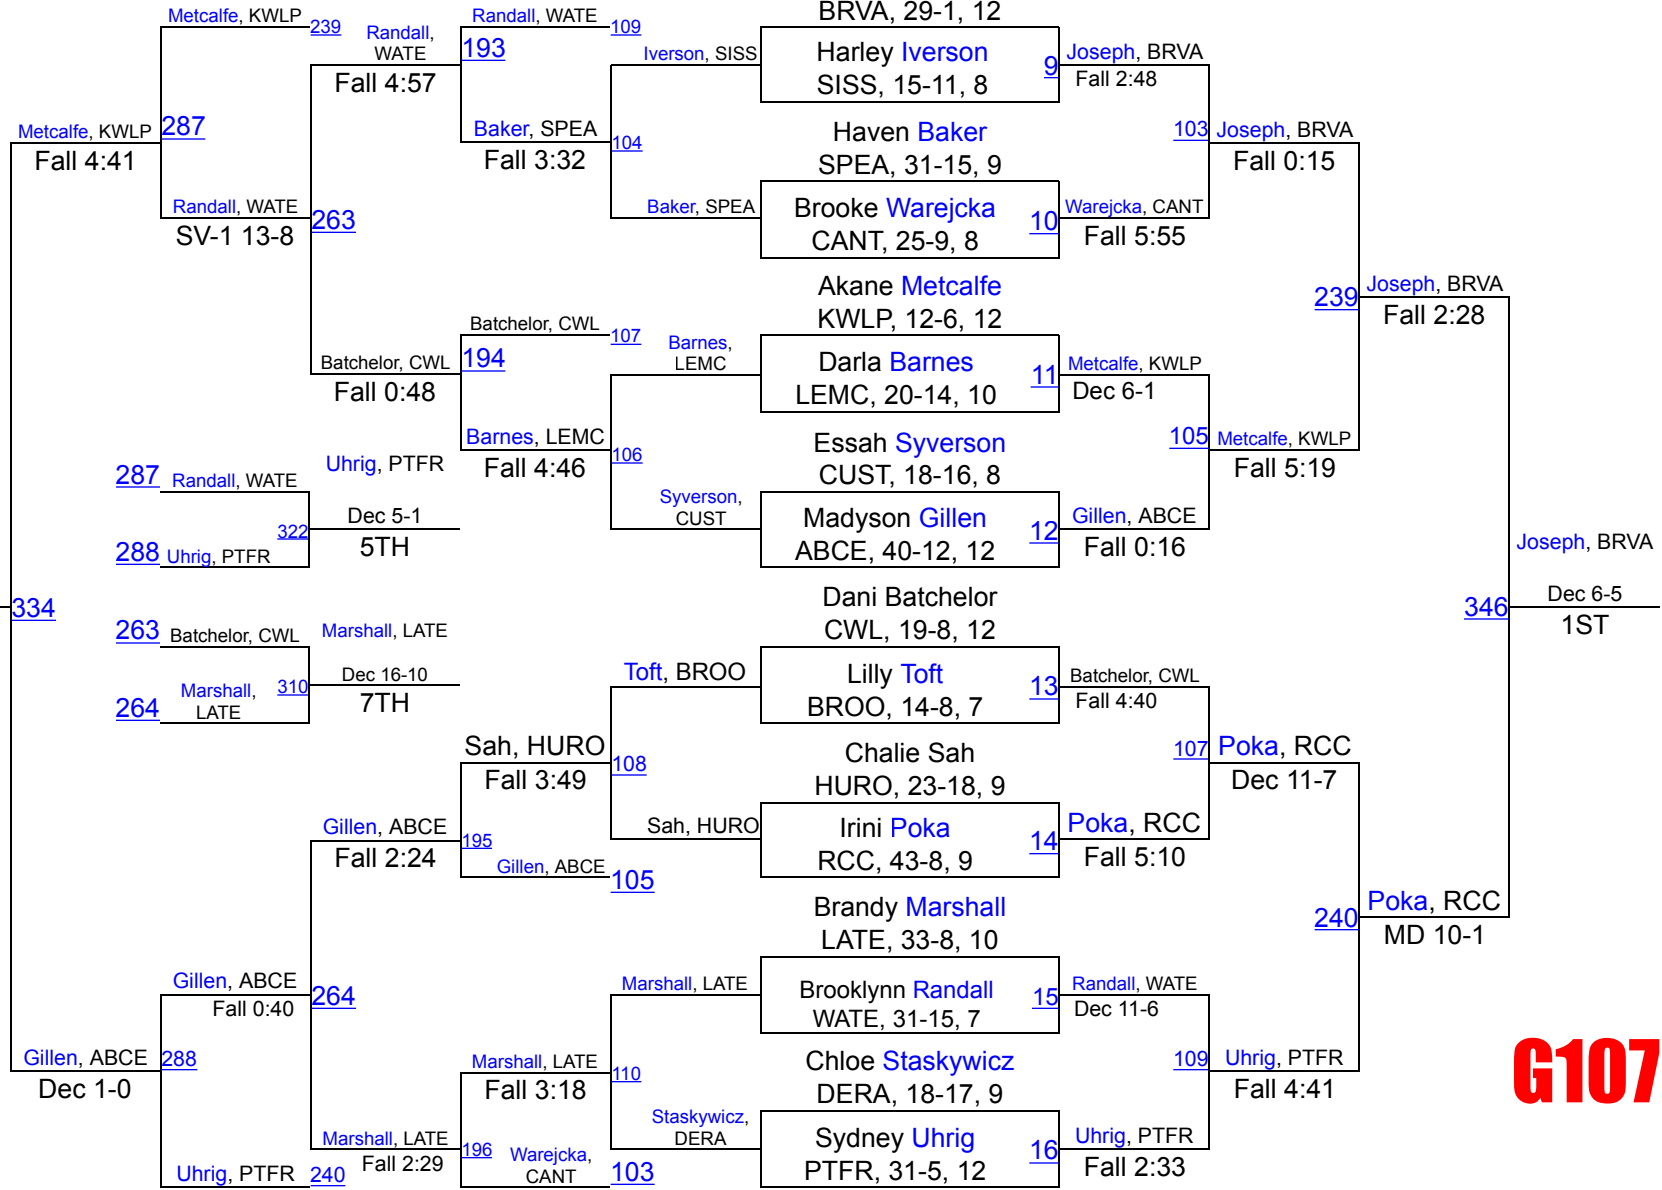 Metcalfe, KWLP
239
Randall,
WATE
Fall 4:57
Randall, WATE
109
193
Metcalfe, KWLP
Fall 4:41
287
Baker, SPEA
Fall 3:32
104
Iverson, SISS
Baker, SPEA
Randall, WATE
SV-1 13-8
263
Batchelor, CWL
107
Batchelor, CWL
Fall 0:48
194
Barnes, LEMC
Fall 4:46
106
Barnes,
LEMC
Syverson,
CUST
287
Randall, WATE
288
Uhrig, PTFR
322
Uhrig, PTFR
Dec 5-1
5TH
334
263
Batchelor, CWL
264
Marshall,
LATE
310
Marshall, LATE
Dec 16-10
7TH
Toft, BROO
Sah, HURO
Fall 3:49
108
Sah, HURO
Gillen, ABCE
Fall 2:24
195
Gillen, ABCE
105
Gillen, ABCE
Fall 0:40
264
Gillen, ABCE
Dec 1-0
288
Marshall, LATE
Marshall, LATE
Fall 3:18
110
Staskywicz,
DERA
Marshall, LATE
Fall 2:29
196
Warejcka,
CANT
103
Uhrig, PTFR
240
BRVA, 29-1, 12
Harley Iverson
SISS, 15-11, 8
9
Joseph, BRVA
Fall 2:48
Haven Baker
SPEA, 31-15, 9
Brooke Warejcka
CANT, 25-9, 8
10
Warejcka, CANT
Fall 5:55
103
Joseph, BRVA
Fall 0:15
Akane Metcalfe
KWLP, 12-6, 12
Darla Barnes
LEMC, 20-14, 10
11
Metcalfe, KWLP
Dec 6-1
Essah Syverson
CUST, 18-16, 8
Madyson Gillen
ABCE, 40-12, 12
12
Gillen, ABCE
Fall 0:16
105
Metcalfe, KWLP
Fall 5:19
239
Joseph, BRVA
Fall 2:28
Dani Batchelor
CWL, 19-8, 12
Lilly Toft
BROO, 14-8, 7
13
Batchelor, CWL
Fall 4:40
Chalie Sah
HURO, 23-18, 9
Irini Poka
RCC, 43-8, 9
14
Poka, RCC
Fall 5:10
107
Poka, RCC
Dec 11-7
Brandy Marshall
LATE, 33-8, 10
Brooklynn Randall
WATE, 31-15, 7
15
Randall, WATE
Dec 11-6
Chloe Staskywicz
DERA, 18-17, 9
Sydney Uhrig
PTFR, 31-5, 12
16
Uhrig, PTFR
Fall 2:33
109
Uhrig, PTFR
Fall 4:41
240
Poka, RCC
MD 10-1
346
Joseph, BRVA
Dec 6-5
1ST
G107